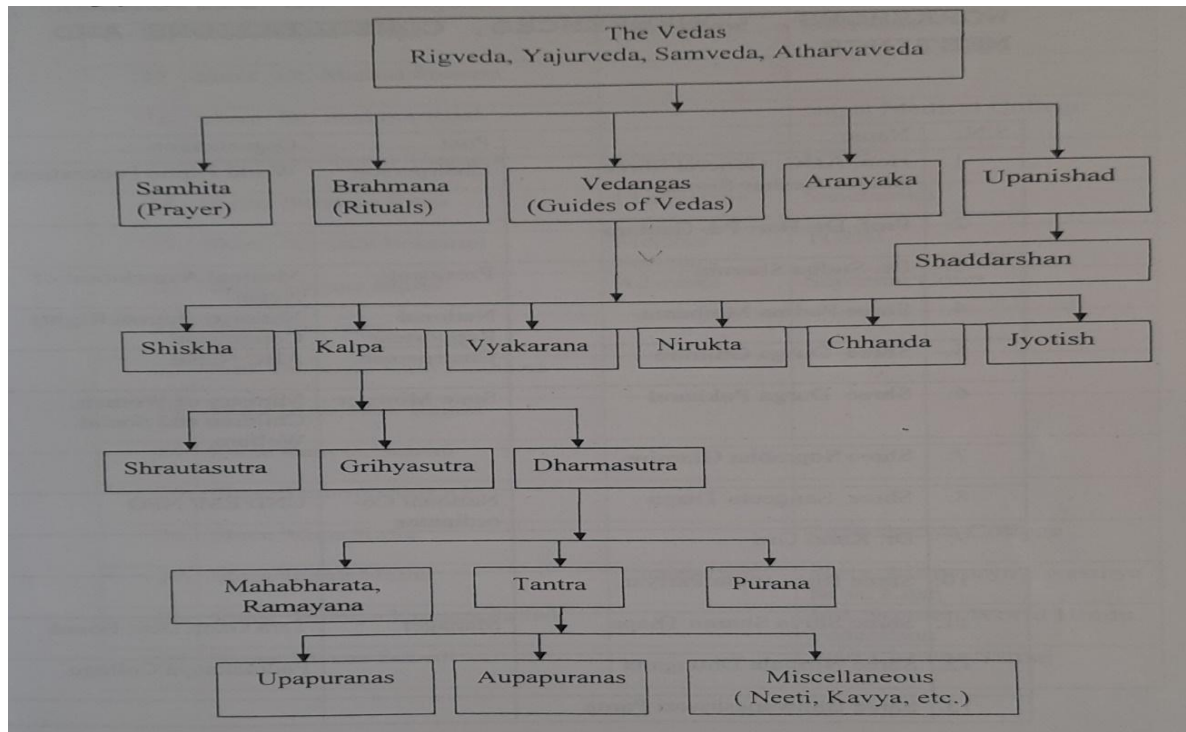 The Vedas
Rigveda, Yajurveda, Samveda, Atharvaveda
Samhita
(Prayer)
Brahmana
(Rituals)
Vedangas
(Guides of Vedas)
Aranyaka
Upanishad
Shaddarshan
Shiskha
Kalpa
Vyakarana
Nirukta
Chhanda
Jyotish
Shrautasutra
Grihyasutra
Dharmasutra
Mahabharata,
Ramayana
Tantra
Purana
Upapuranas
Aupapuranas
Miscellaneous
( Neeti, Kavya, etc.)